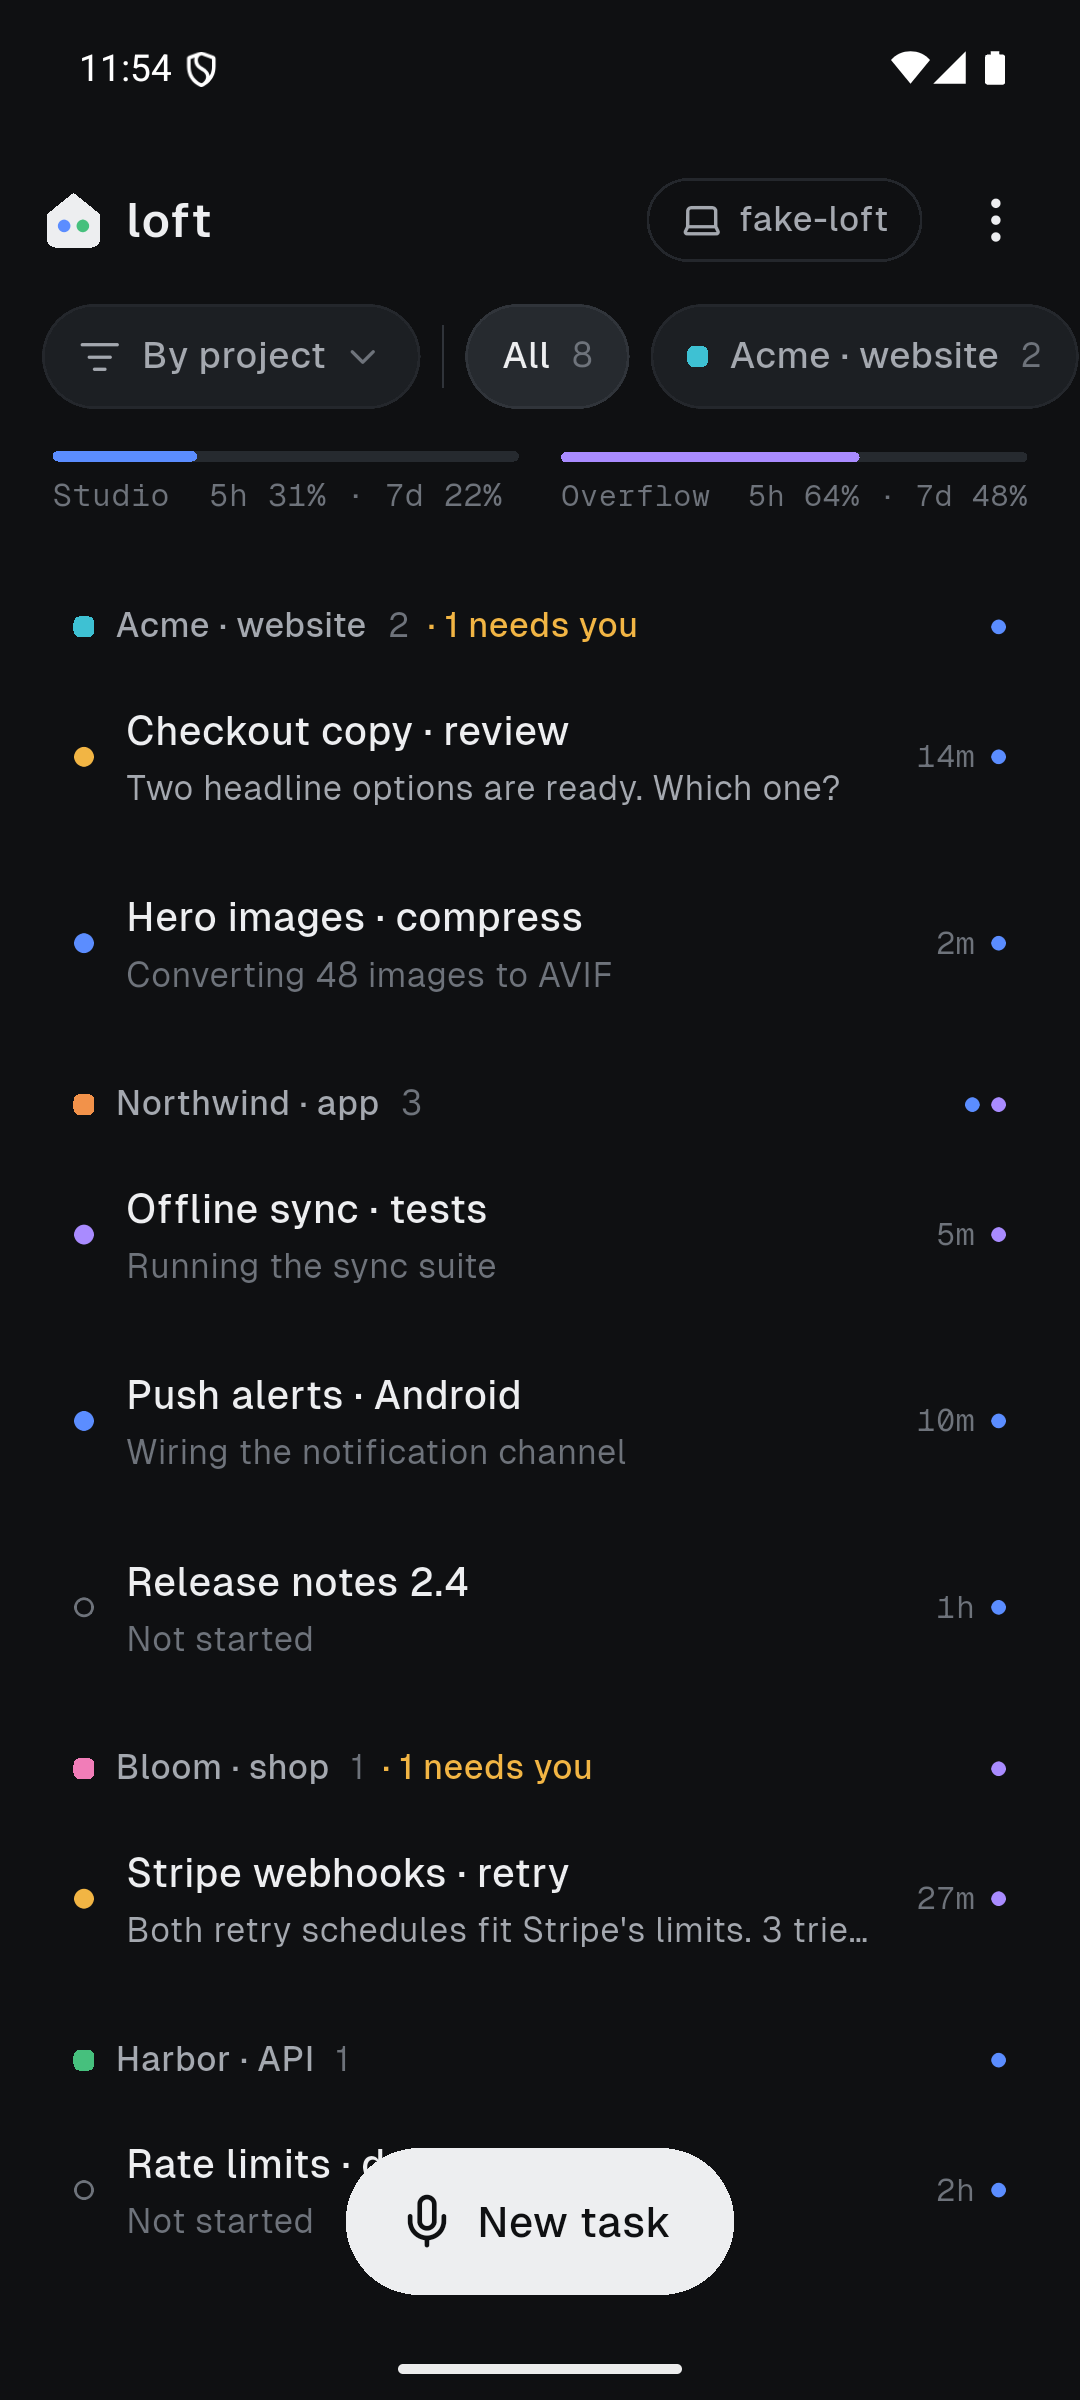 11:54
loft
fake-loft
By project
All 8
Acme · website 2
Studio 5h 31% · 7d 22%
Overflow 5h 64% · 7d 48%
Acme · website 2 · 1 needs you
Checkout copy · review
14m
Two headline options are ready. Which one?
Hero images · compress
2m
Converting 48 images to AVIF
Northwind · app 3
Offline sync · tests
5m
Running the sync suite
Push alerts · Android
10m
Wiring the notification channel
Release notes 2.4
1h
Not started
Bloom · shop 1 · 1 needs you
Stripe webhooks · retry
27m
Both retry schedules fit Stripe's limits. 3 trie…
Harbor · API 1
Rate limits ·
2h
Not started
New task